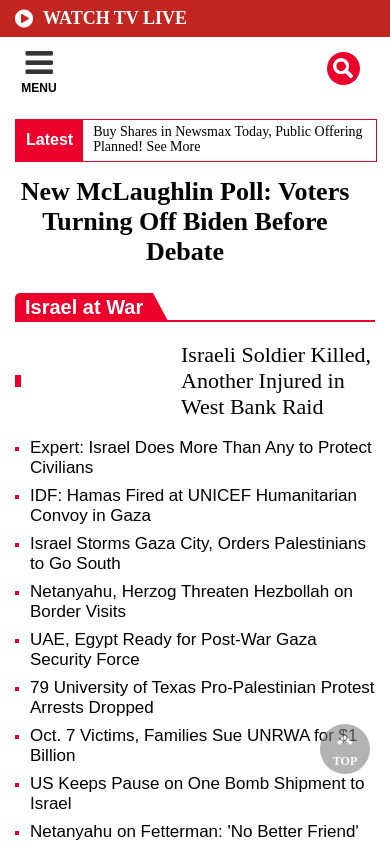 WATCH TV LIVE
MENU
Latest
Buy Shares in Newsmax Today, Public Offering
Planned! See More
New McLaughlin Poll: Voters
Turning Off Biden Before
Debate
Israel at War
Israeli Soldier Killed,
Another Injured in
West Bank Raid
Expert: Israel Does More Than Any to Protect
Civilians
IDF: Hamas Fired at UNICEF Humanitarian
Convoy in Gaza
Israel Storms Gaza City, Orders Palestinians
to Go South
Netanyahu, Herzog Threaten Hezbollah on
Border Visits
UAE, Egypt Ready for Post-War Gaza
Security Force
79 University of Texas Pro-Palestinian Protest
Arrests Dropped
Oct. 7 Victims, Families Sue UNRWA for $1
Billion
TOP
US Keeps Pause on One Bomb Shipment to
Israel
Netanyahu on Fetterman: 'No Better Friend'